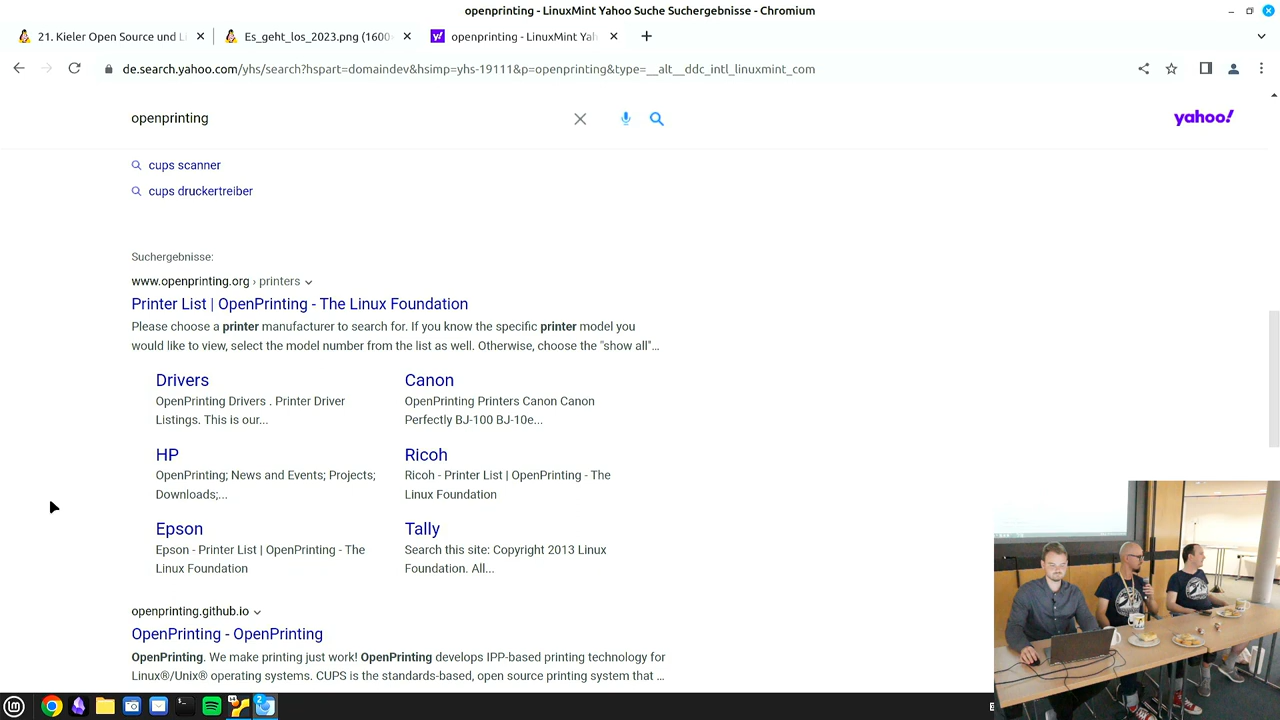 openprinting - LinuxMint Yahoo Suche Suchergebnisse - Chromium
21. Kieler Open Source und Li
Es_geht_los_2023.png (1600×
openprinting - LinuxMint Yah
de.search.yahoo.com/yhs/search?hspart=domaindev&hsimp=yhs-19111&p=openprinting&type=__alt__ddc_intl_linuxmint_com
openprinting
yahoo!
cups scanner
cups druckertreiber
Suchergebnisse:
www.openprinting.org › printers
Printer List | OpenPrinting - The Linux Foundation
Please choose a printer manufacturer to search for. If you know the specific printer model you
would like to view, select the model number from the list as well. Otherwise, choose the "show all"...
Drivers
OpenPrinting Drivers . Printer Driver
Listings. This is our...
Canon
OpenPrinting Printers Canon Canon
Perfectly BJ-100 BJ-10e...
HP
OpenPrinting; News and Events; Projects;
Downloads;...
Ricoh
Ricoh - Printer List | OpenPrinting - The
Linux Foundation
Epson
Epson - Printer List | OpenPrinting - The
Linux Foundation
Tally
Search this site: Copyright 2013 Linux
Foundation. All...
openprinting.github.io
OpenPrinting - OpenPrinting
OpenPrinting. We make printing just work! OpenPrinting develops IPP-based printing technology for
Linux®/Unix® operating systems. CUPS is the standards-based, open source printing system that ...